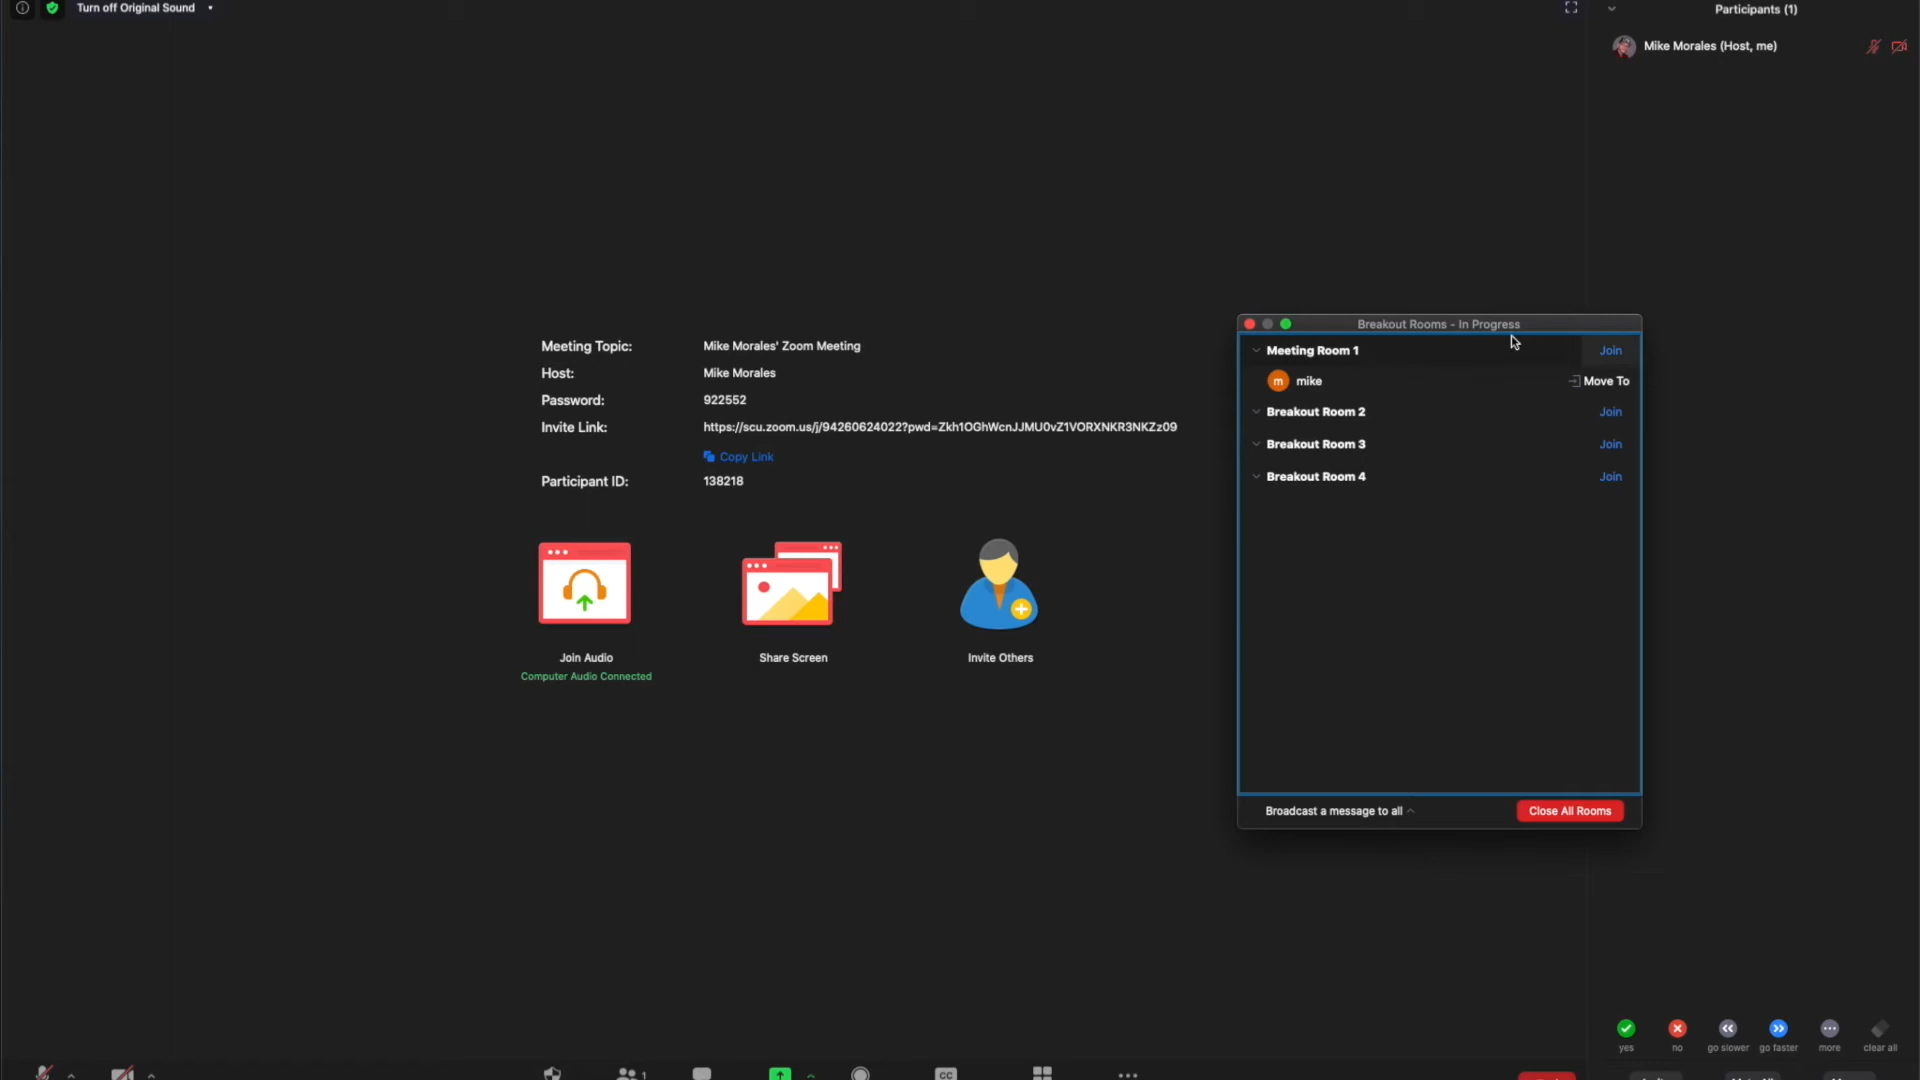 Turn off Original Sound
Participants (1)
Mike Morales (Host, me)
Meeting Topic: Mike Morales' Zoom Meeting
Host: Mike Morales
Password: 922552
Invite Link: https://scu.zoom.us/j/94260624022?pwd=Zkh1OGhWcnJJMU0vZ1VORXNKR3NKZz09
Copy Link
Participant ID: 138218
Join Audio
Computer Audio Connected
Share Screen
Invite Others
Breakout Rooms - In Progress
Meeting Room 1 Join
m mike Move To
Breakout Room 2 Join
Breakout Room 3 Join
Breakout Room 4 Join
Broadcast a message to all
Close All Rooms
yes no go slower go faster more clear all
1
CC